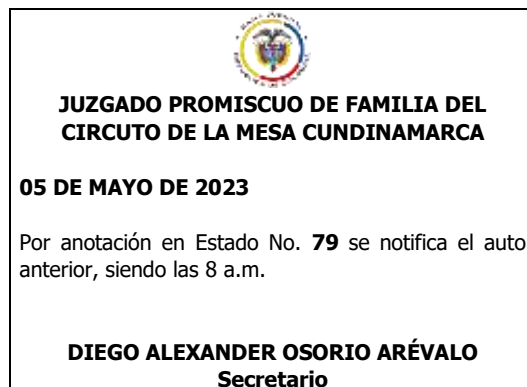 JUZGADO PROMISCUO DE FAMILIA DEL
CIRCUTO DE LA MESA CUNDINAMARCA
05 DE MAYO DE 2023
Por anotación en Estado No. 79 se notifica el auto
anterior, siendo las 8 a.m.
DIEGO ALEXANDER OSORIO ARÉVALO
Secretario